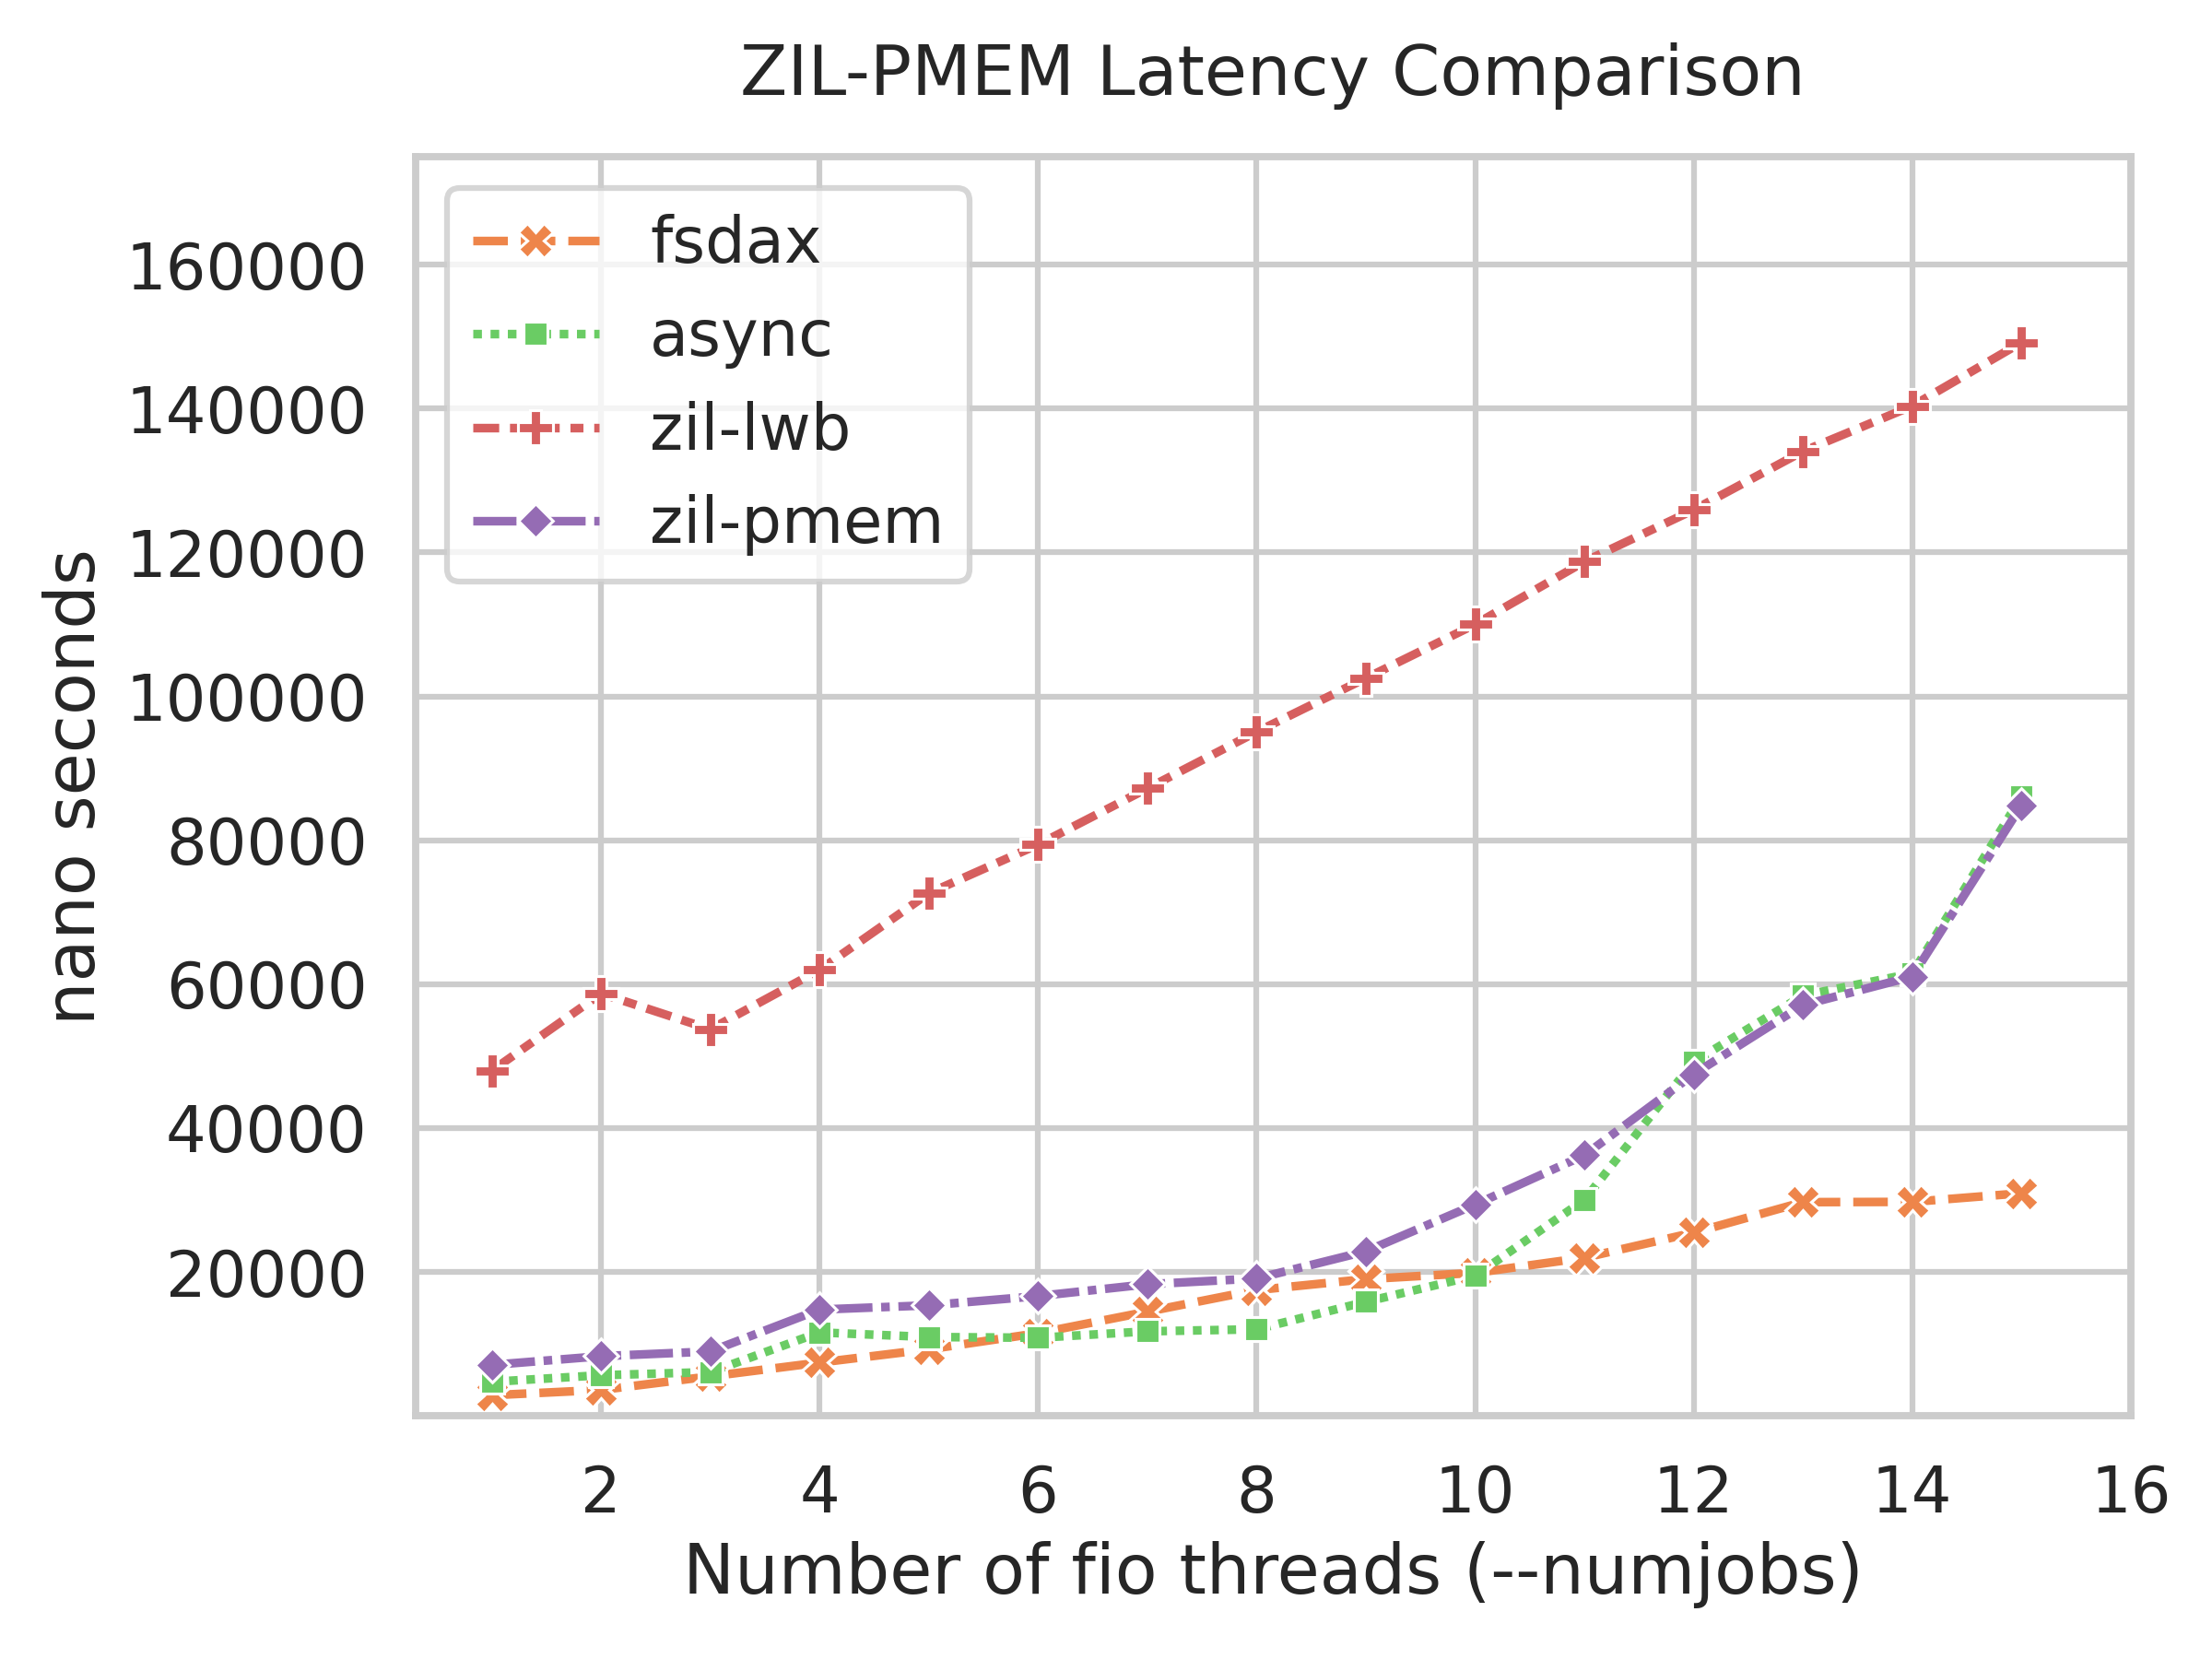 ZIL-PMEM Latency Comparison
fsdax
async
zil-lwb
zil-pmem
nano seconds
160000
140000
120000
100000
80000
60000
40000
20000
2 4 6 8 10 12 14 16
Number of fio threads (--numjobs)